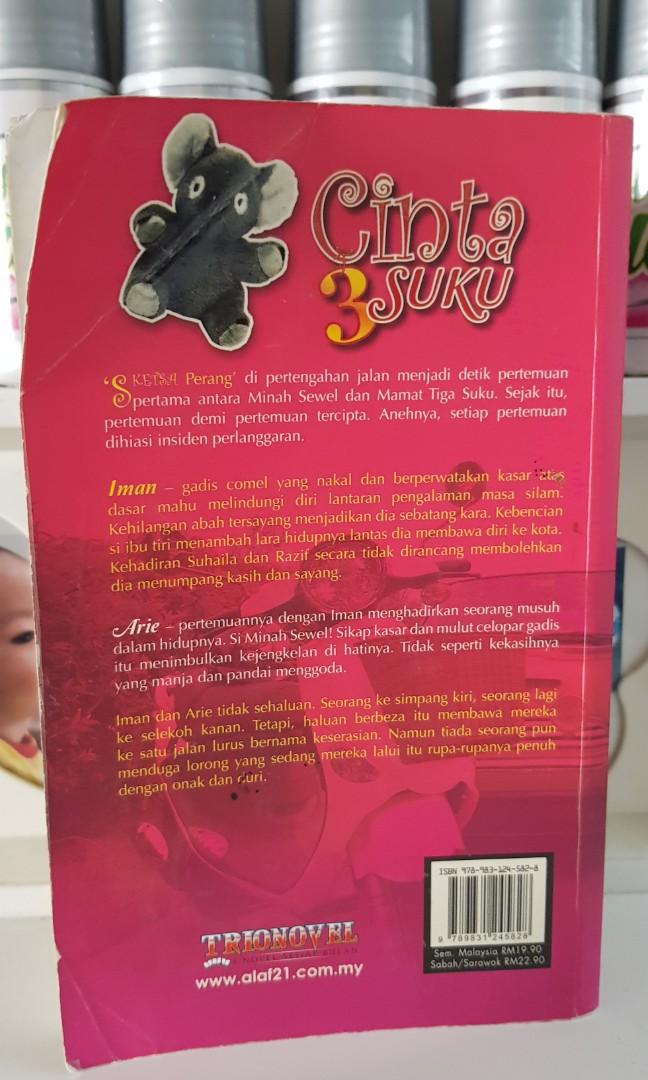 Cinta
3 SUKU
'SKETSA Perang' di pertengahan jalan menjadi detik pertemuan
pertama antara Minah Sewel dan Mamat Tiga Suku. Sejak itu,
pertemuan demi pertemuan tercipta. Anehnya, setiap pertemuan
dihiasi insiden perlanggaran.
Iman – gadis comel yang nakal dan berperwatakan kasar atas
dasar mahu melindungi diri lantaran pengalaman masa silam.
Kehilangan abah tersayang menjadikan dia sebatang kara. Kebencian
si ibu tiri menambah lara hidupnya lantas dia membawa diri ke kota.
Kehadiran Suhaila dan Razif secara tidak dirancang membolehkan
dia menumpang kasih dan sayang.
Arie – pertemuannya dengan Iman menghadirkan seorang musuh
dalam hidupnya. Si Minah Sewel! Sikap kasar dan mulut celopar gadis
itu menimbulkan kejengkelan di hatinya. Tidak seperti kekasihnya
yang manja dan pandai menggoda.
Iman dan Arie tidak sehaluan. Seorang ke simpang kiri, seorang lagi
ke selekoh kanan. Tetapi, haluan berbeza itu membawa mereka
ke satu jalan lurus bernama keserasian. Namun tiada seorang pun
menduga lorong yang sedang mereka lalui itu rupa-rupanya penuh
dengan onak dan duri.
ISBN 978-983-124-582-8
9 789831 245828
Sem. Malaysia RM19.90
Sabah/Sarawak RM22.90
TRIONOVEL
www.alaf21.com.my